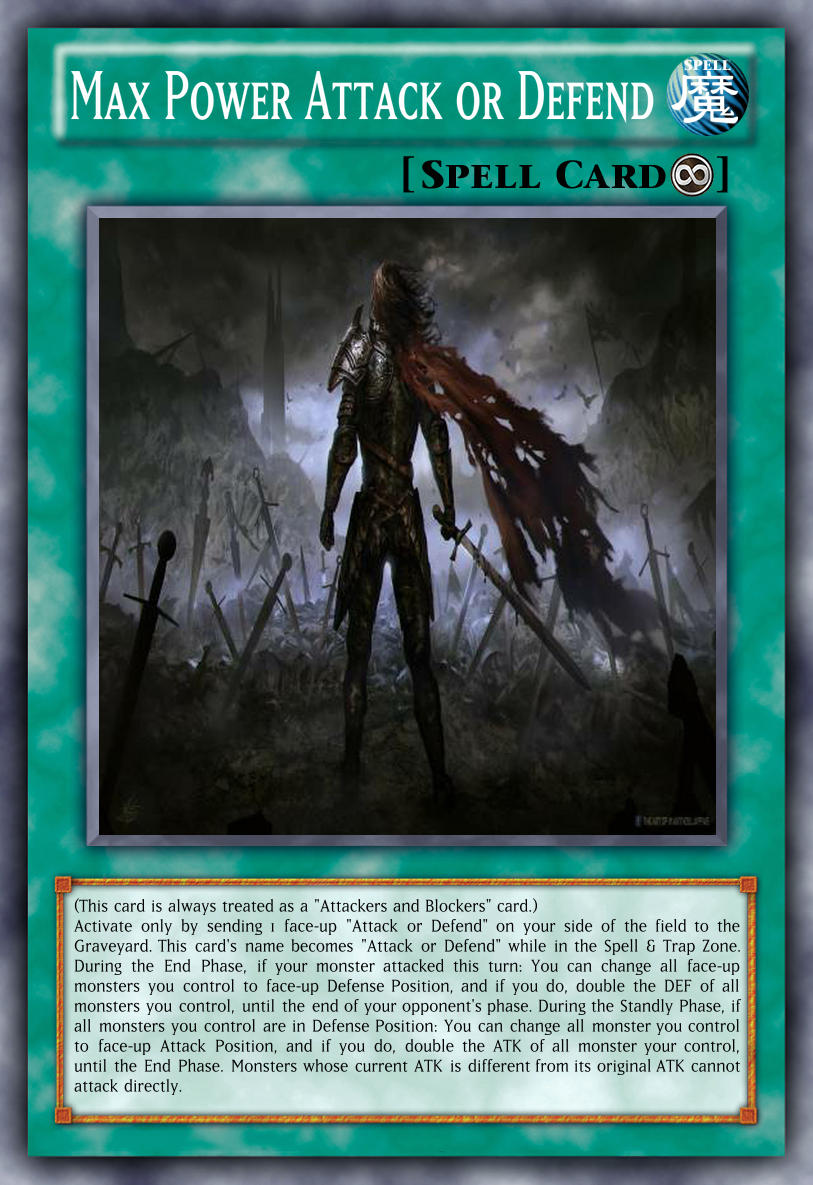 Max Power Attack or Defend
SPELL
魔
[Spell Card∞]
(This card is always treated as a "Attackers and Blockers" card.)
Activate only by sending 1 face-up "Attack or Defend" on your side of the field to the
Graveyard. This card's name becomes "Attack or Defend" while in the Spell & Trap Zone.
During the End Phase, if your monster attacked this turn: You can change all face-up
monsters you control to face-up Defense Position, and if you do, double the DEF of all
monsters you control, until the end of your opponent's phase. During the Standly Phase, if
all monsters you control are in Defense Position: You can change all monster you control
to face-up Attack Position, and if you do, double the ATK of all monster your control,
until the End Phase. Monsters whose current ATK is different from its original ATK cannot
attack directly.